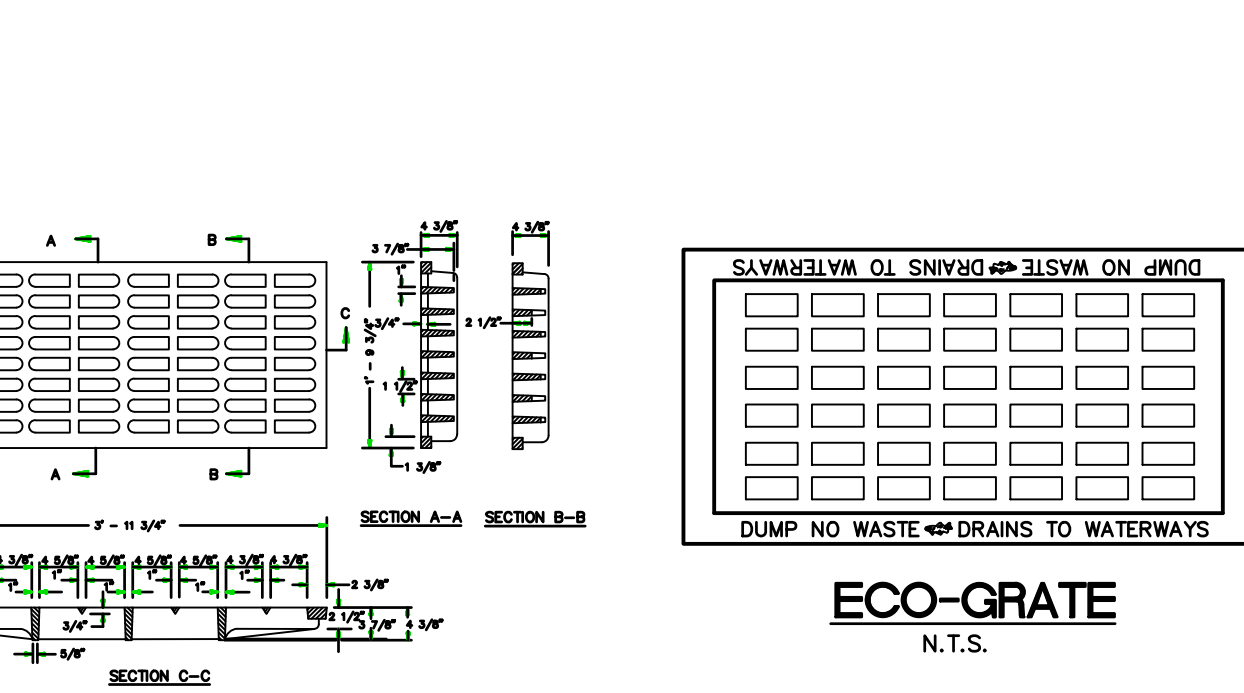 A
B
C
A
B
4 3/8"
3 7/8"
1"
3/4"
1' - 9 3/4"
1 1/2"
1 3/8"
4 3/8"
2 1/2"
SECTION A-A
SECTION B-B
3' - 11 3/4"
4 3/8"
4 5/8"
4 5/8"
4 5/8"
4 5/8"
4 3/8"
4 3/8"
1"
1"
1"
1"
1"
1"
1"
2 3/8"
3/4"
2 1/2"
3 7/8"
4 3/8"
5/8"
SECTION C-C
DUMP NO WASTE DRAINS TO WATERWAYS
DUMP NO WASTE DRAINS TO WATERWAYS
ECO-GRATE
N.T.S.